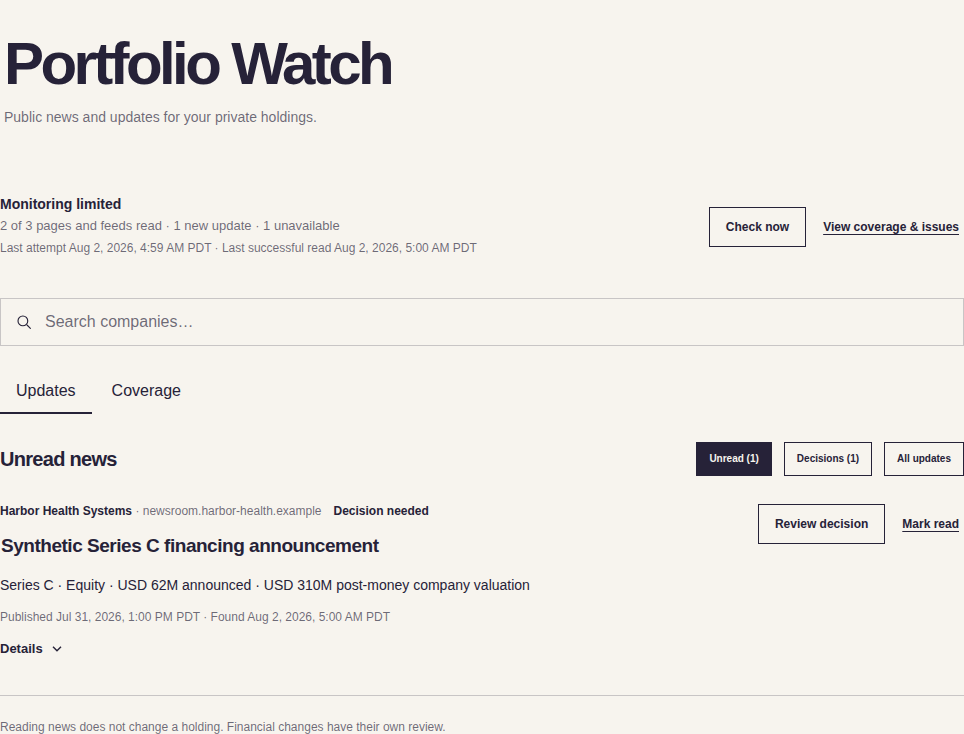 Portfolio Watch
Public news and updates for your private holdings.
Monitoring limited
2 of 3 pages and feeds read · 1 new update · 1 unavailable
Last attempt Aug 2, 2026, 4:59 AM PDT · Last successful read Aug 2, 2026, 5:00 AM PDT
Check now
View coverage & issues
Search companies…
Updates
Coverage
Unread news
Unread (1)
Decisions (1)
All updates
Harbor Health Systems · newsroom.harbor-health.example Decision needed
Synthetic Series C financing announcement
Series C · Equity · USD 62M announced · USD 310M post-money company valuation
Published Jul 31, 2026, 1:00 PM PDT · Found Aug 2, 2026, 5:00 AM PDT
Details
Review decision
Mark read
Reading news does not change a holding. Financial changes have their own review.